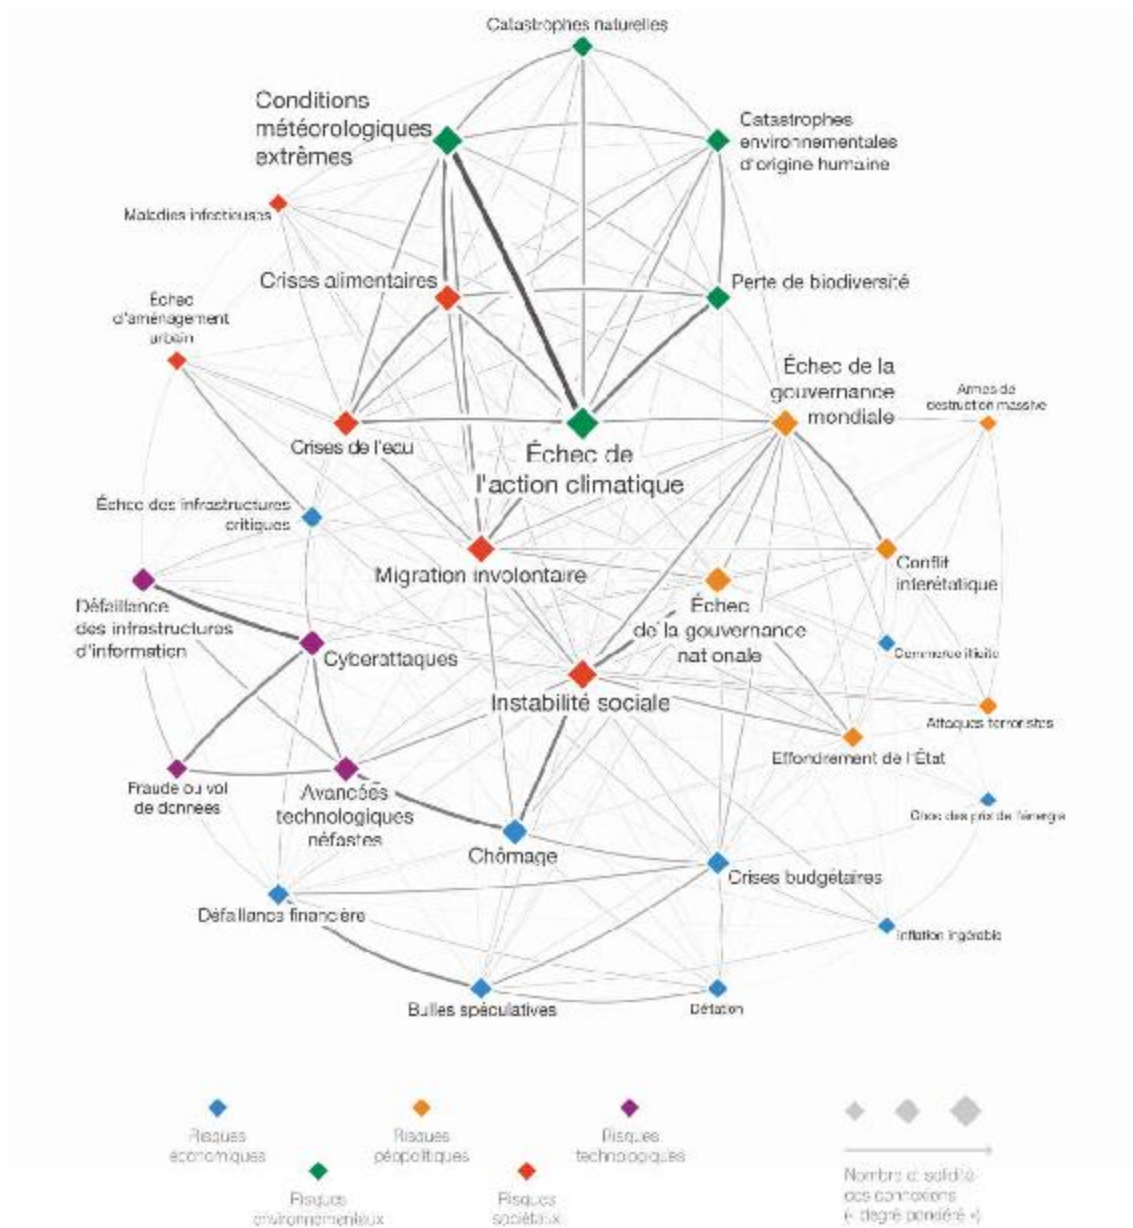 Catastrophes naturelles
Conditions
météorologiques
extrêmes
Catastrophes
environnementales
d'origine humaine
Maladies infectieuses
Crises alimentaires
Perte de biodiversité
Échec
d'aménagement
urbain
Échec de la
gouvernance
mondiale
Armes de
destruction massive
Crises de l'eau
Échec de
l'action climatique
Échec des infrastructures
critiques
Migration involontaire
Conflit
interétatique
Défaillance
des infrastructures
d'information
Échec
de la gouvernance
nationale
Cyberattaques
Commerce illicite
Instabilité sociale
Attaques terroristes
Effondrement de l'État
Fraude ou vol
de données
Avancées
technologiques
néfastes
Choc des prix de l'énergie
Chômage
Crises budgétaires
Défaillance financière
Inflation ingérable
Bulles spéculatives
Déflation
Risques
économiques
Risques
péopolitiques
Risques
technologiques
Risques
environnementaux
Risques
sociétaux
Nombre et solidité
des connexions
(« degré pondéré »)